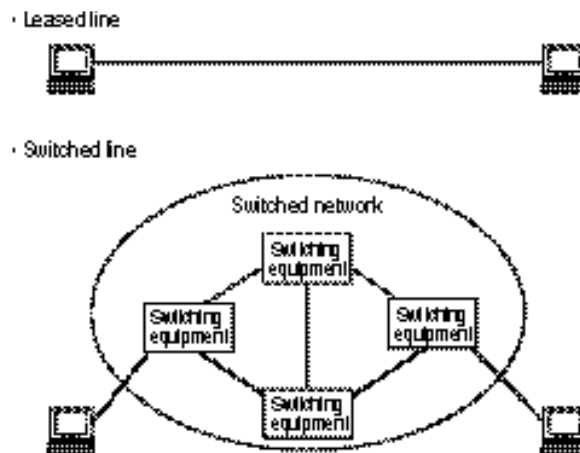 · Leased line
· Switched line
Switched network
Switching
equipment
Switching
equipment
Switching
equipment
Switching
equipment